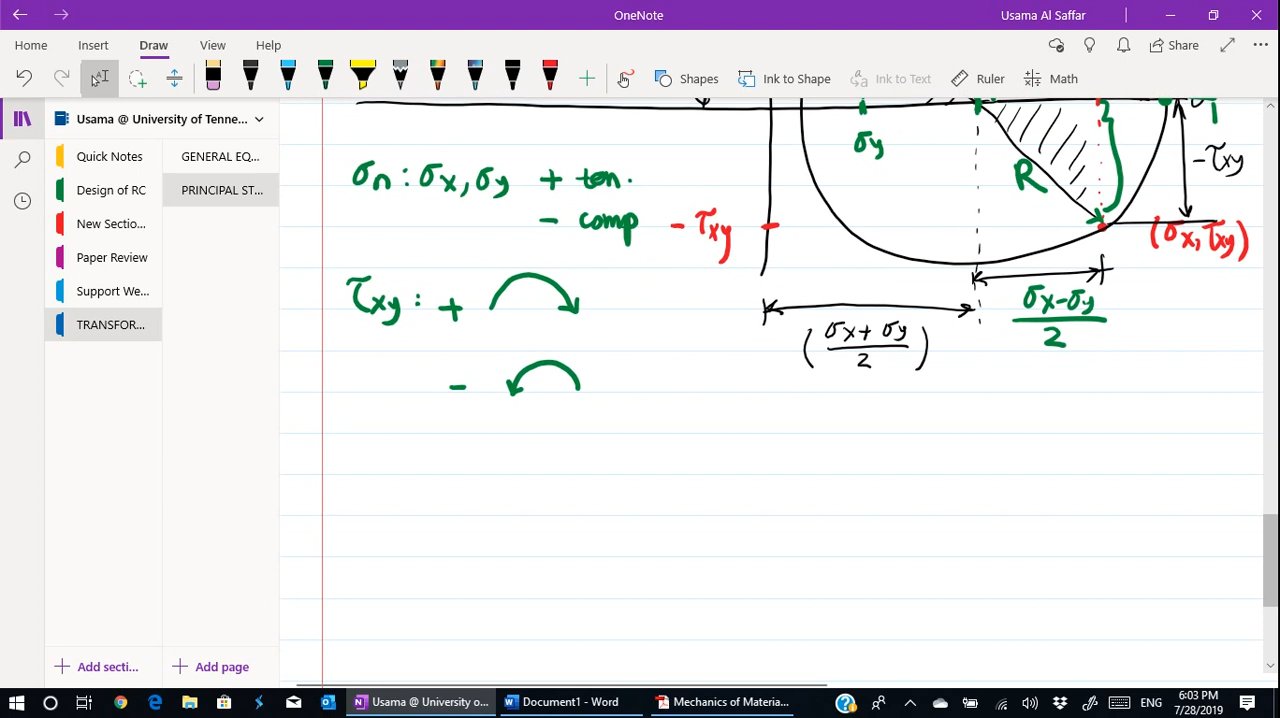 OneNote
Usama Al Saffar
Home
Insert
Draw
View
Help
Share
Shapes
Ink to Shape
Ink to Text
Ruler
Math
Usama @ University of Tenne...
Quick Notes
Design of RC
New Sectio...
Paper Review
Support We...
TRANSFOR...
GENERAL EQ...
PRINCIPAL ST...
Add secti...
Add page
σy
R
-τxy
σn : σx, σy + ten.
- comp
- τxy
(σx, τxy)
τxy : +
-
(σx + σy / 2)
σx - σy / 2
Usama @ University o...
Document1 - Word
Mechanics of Materia...
ENG
6:03 PM
7/28/2019